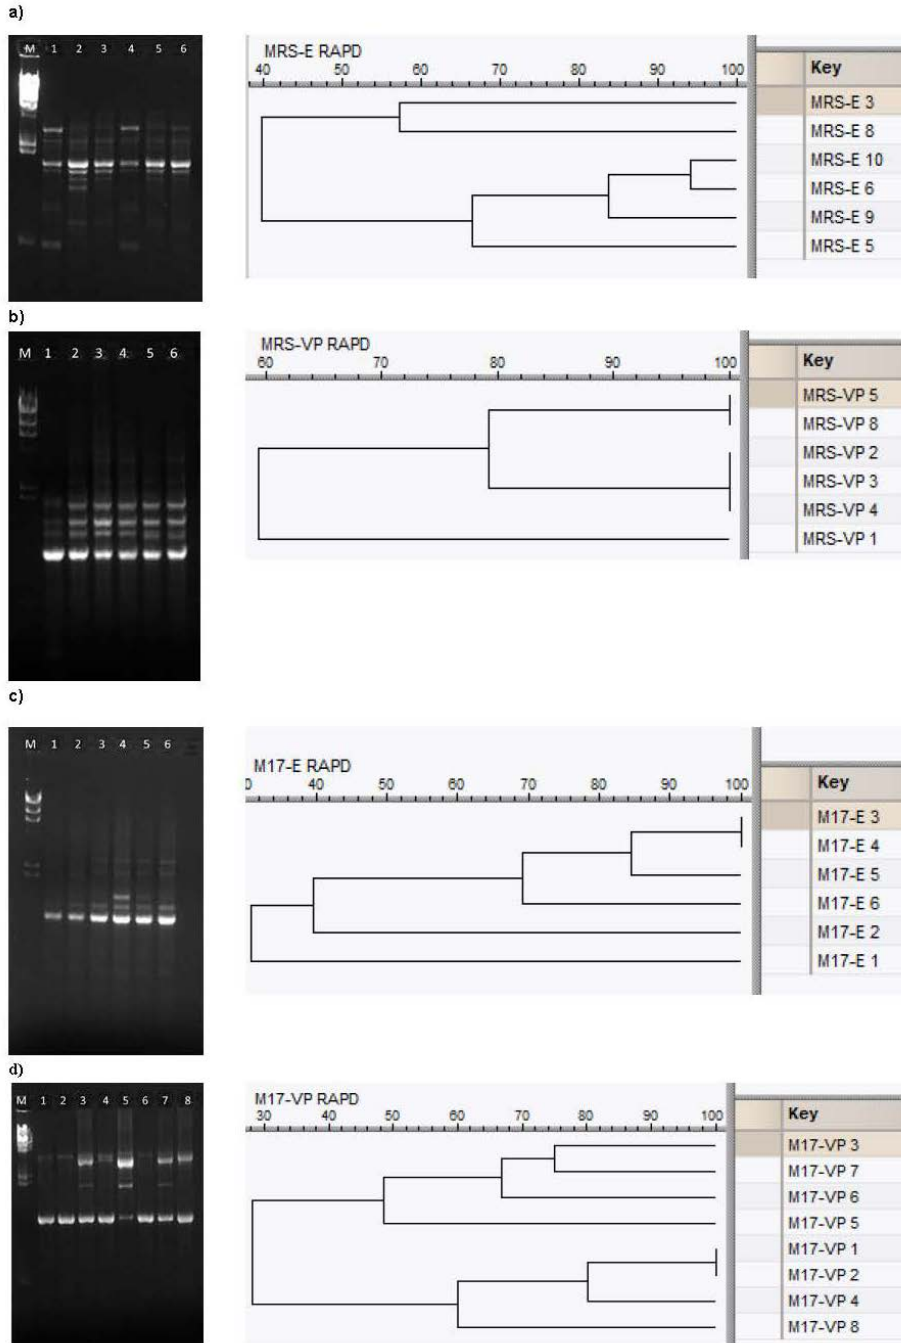 a)
M 1 2 3 4 5 6
MRS-E RAPD
40 50 60 70 80 90 100
Key
MRS-E 3
MRS-E 8
MRS-E 10
MRS-E 6
MRS-E 9
MRS-E 5
b)
M 1 2 3 4 5 6
MRS-VP RAPD
60 70 80 90 100
Key
MRS-VP 5
MRS-VP 8
MRS-VP 2
MRS-VP 3
MRS-VP 4
MRS-VP 1
c)
M 1 2 3 4 5 6
M17-E RAPD
0 40 50 60 70 80 90 100
Key
M17-E 3
M17-E 4
M17-E 5
M17-E 6
M17-E 2
M17-E 1
d)
M 1 2 3 4 5 6 7 8
M17-VP RAPD
30 40 50 60 70 80 90 100
Key
M17-VP 3
M17-VP 7
M17-VP 6
M17-VP 5
M17-VP 1
M17-VP 2
M17-VP 4
M17-VP 8